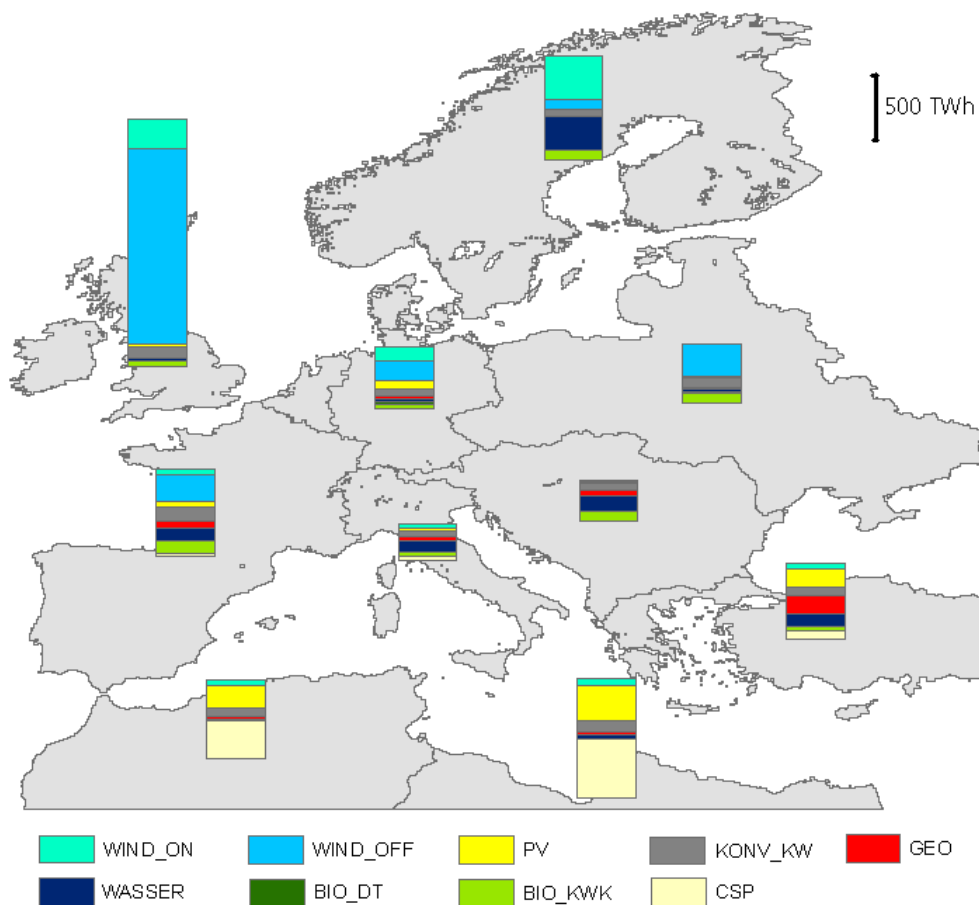 500 TWh
WIND_ON WIND_OFF PV KONV_KW GEO
WASSER BIO_DT BIO_KWK CSP